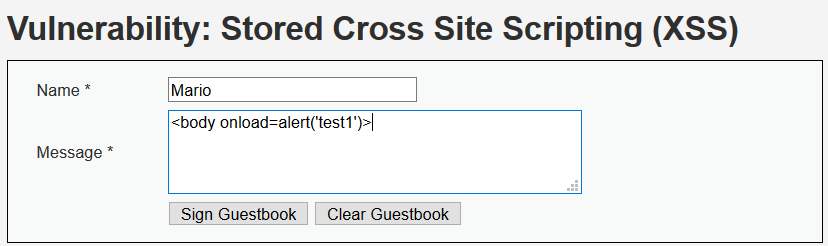 Vulnerability: Stored Cross Site Scripting (XSS)
Name * Mario
Message * <body onload=alert('test1')>
Sign Guestbook Clear Guestbook